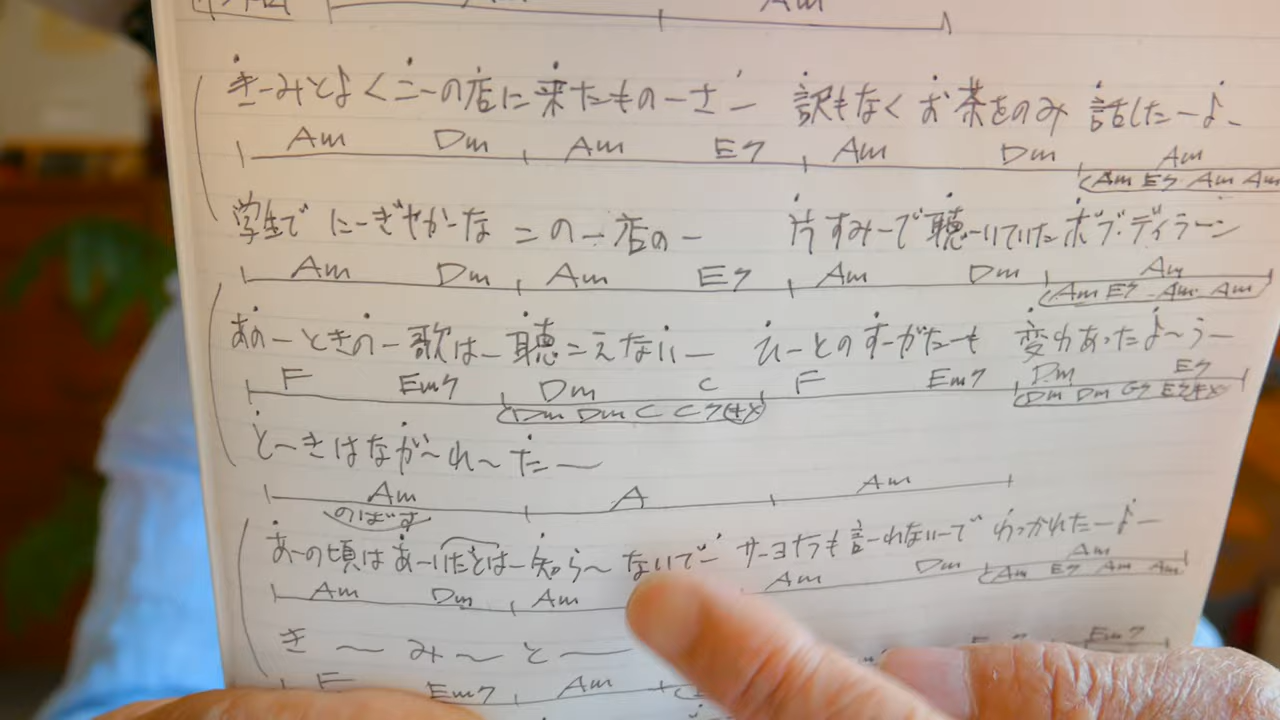 Am Am
きーみとよくこーの店に来たものーさー 訳もなくお茶をのみ 話したーよー
Am Dm Am E7 Am Dm Am
(Am E7 Am Am
学生でにーぎやかーな この一店のー 片すみーで聴ーいていたボブ・ディラーン
Am Dm Am E7 Am Dm Am
(Am E7 Am Am)
あのーときのー歌はー聴こえないー ひーとのすーがたーも 変わあったよ〜うー
F Em7 Dm C F Em7 Dm E7
(Dm Dm C C7(キメ)) (Dm Dm G7 E7(キメ))
と〜きはなが〜れ〜たー
Am A Am
のばす
あ〜の頃はあ〜いだとはー知ら〜ないでー サーヨナラも言ーわないーで わっかれたーよー
Am Dm Am Am Dm Am
(Am E7 Am Am)
き〜み〜とー
F Em7 Am Em7